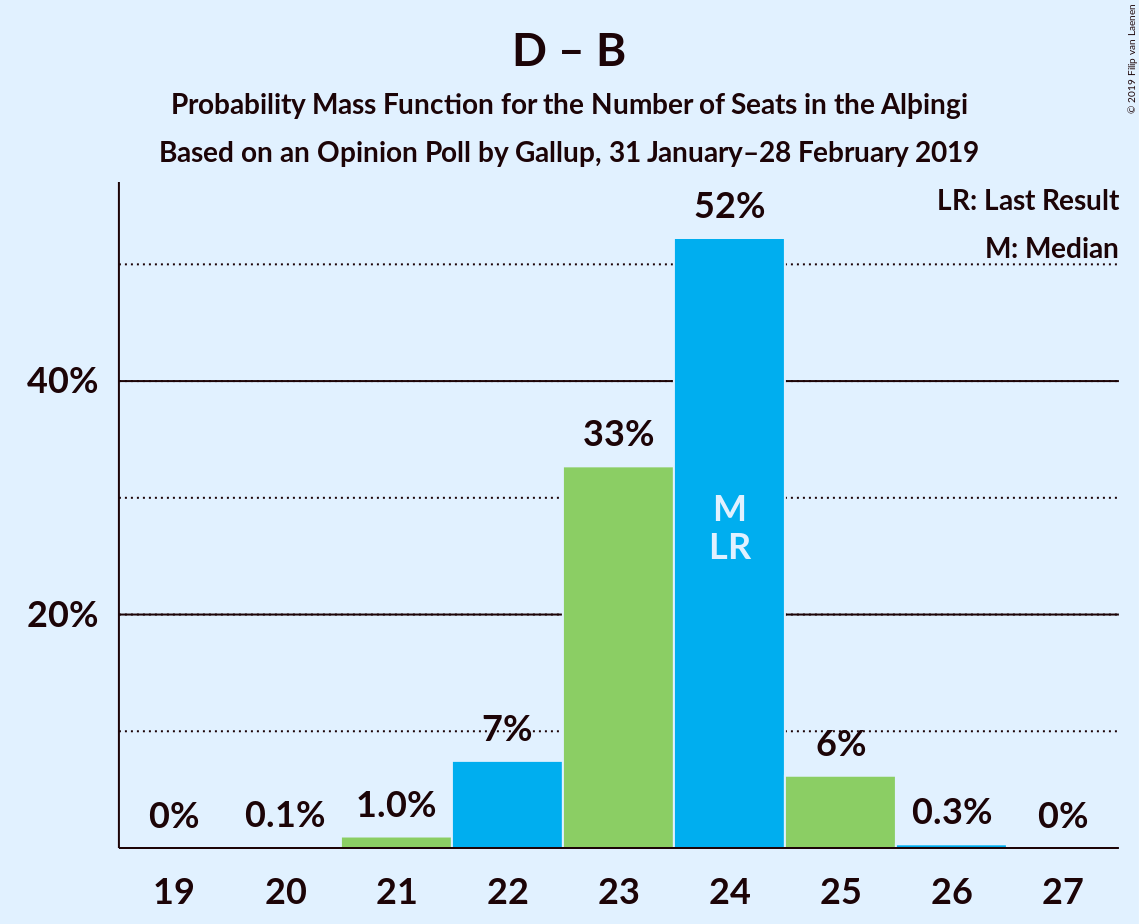 D – B
Probability Mass Function for the Number of Seats in the Alþingi
Based on an Opinion Poll by Gallup, 31 January–28 February 2019
© 2019 Filip van Laenen
LR: Last Result
M: Median
40%
20%
0%
0.1%
1.0%
7%
33%
52%
6%
0.3%
0%
M
LR
19 20 21 22 23 24 25 26 27